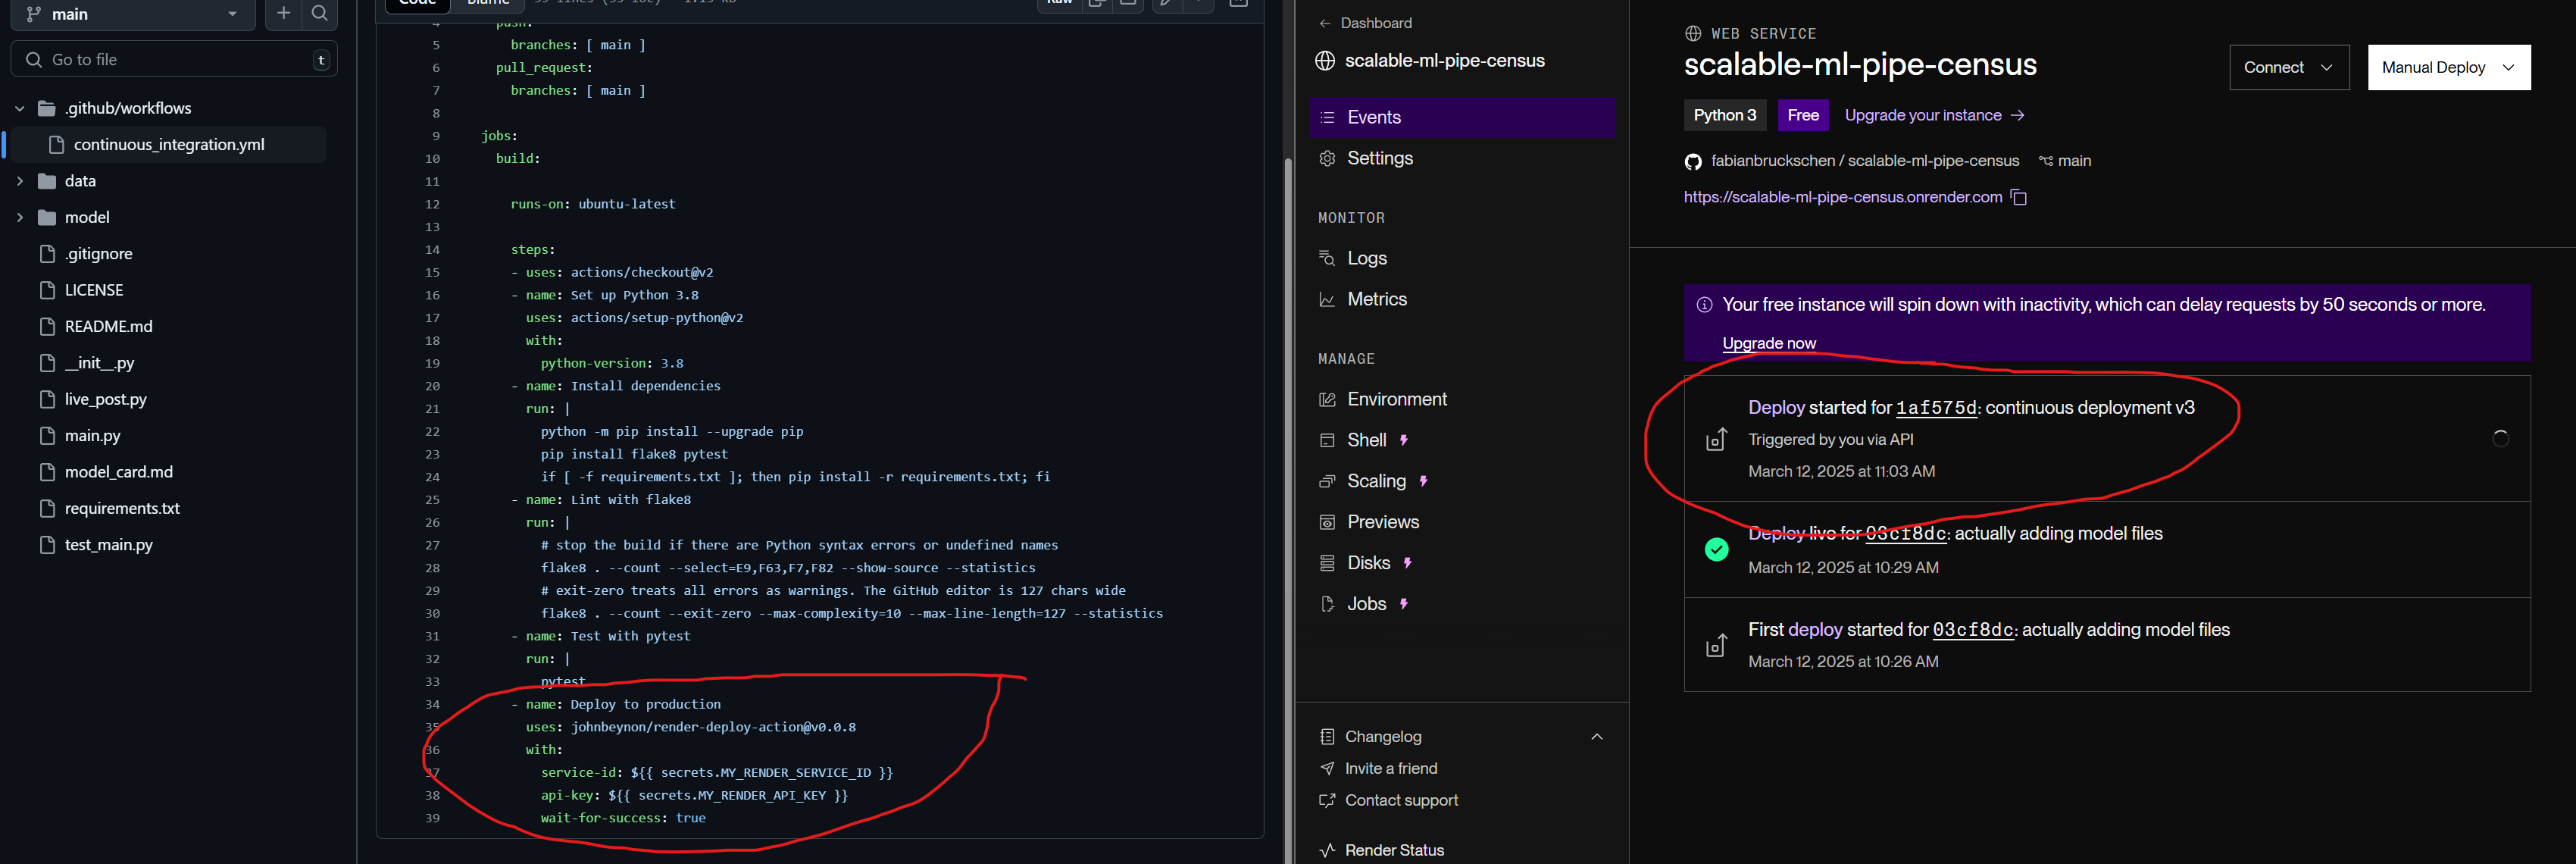 main
Go to file
t
.github/workflows
continuous_integration.yml
data
model
.gitignore
LICENSE
README.md
__init__.py
live_post.py
main.py
model_card.md
requirements.txt
test_main.py
Code
Blame
Raw
4 push:
5 branches: [ main ]
6 pull_request:
7 branches: [ main ]
8
9 jobs:
10 build:
11
12 runs-on: ubuntu-latest
13
14 steps:
15 - uses: actions/checkout@v2
16 - name: Set up Python 3.8
17 uses: actions/setup-python@v2
18 with:
19 python-version: 3.8
20 - name: Install dependencies
21 run: |
22 python -m pip install --upgrade pip
23 pip install flake8 pytest
24 if [ -f requirements.txt ]; then pip install -r requirements.txt; fi
25 - name: Lint with flake8
26 run: |
27 # stop the build if there are Python syntax errors or undefined names
28 flake8 . --count --select=E9,F63,F7,F82 --show-source --statistics
29 # exit-zero treats all errors as warnings. The GitHub editor is 127 chars wide
30 flake8 . --count --exit-zero --max-complexity=10 --max-line-length=127 --statistics
31 - name: Test with pytest
32 run: |
33 pytest
34 - name: Deploy to production
35 uses: johnbeynon/render-deploy-action@v0.0.8
36 with:
37 service-id: ${{ secrets.MY_RENDER_SERVICE_ID }}
38 api-key: ${{ secrets.MY_RENDER_API_KEY }}
39 wait-for-success: true
← Dashboard
scalable-ml-pipe-census
Events
Settings
MONITOR
Logs
Metrics
MANAGE
Environment
Shell
Scaling
Previews
Disks
Jobs
Changelog
Invite a friend
Contact support
Render Status
WEB SERVICE
scalable-ml-pipe-census
Connect
Manual Deploy
Python 3
Free
Upgrade your instance →
fabianbruckschen / scalable-ml-pipe-census
main
https://scalable-ml-pipe-census.onrender.com
Your free instance will spin down with inactivity, which can delay requests by 50 seconds or more.
Upgrade now
Deploy started for 1af575d: continuous deployment v3
Triggered by you via API
March 12, 2025 at 11:03 AM
Deploy live for 03cf8dc: actually adding model files
March 12, 2025 at 10:29 AM
First deploy started for 03cf8dc: actually adding model files
March 12, 2025 at 10:26 AM